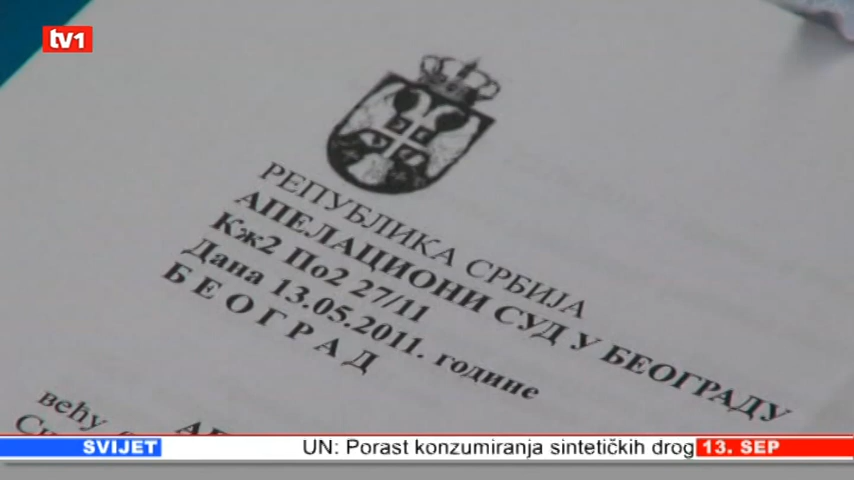 tv1
РЕПУБЛИКА СРБИЈА
АПЕЛАЦИОНИ СУД У БЕОГРАДУ
Кж2 По2 27/11
Дана 13.05.2011. године
Б Е О Г Р А Д
већу
SVIJET
UN: Porast konzumiranja sintetičkih drog
13. SEP